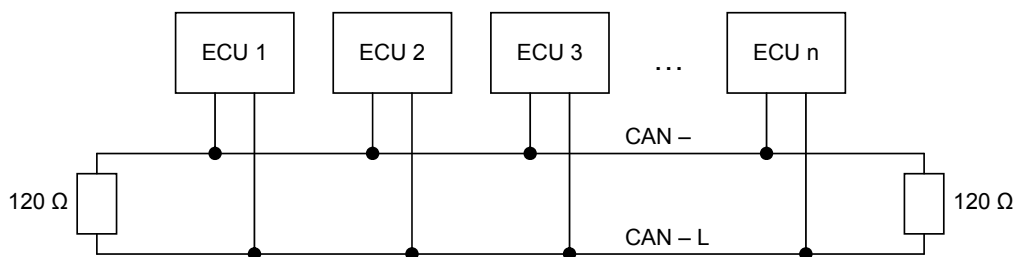 ECU 1
ECU 2
ECU 3
...
ECU n
CAN –
120 Ω
120 Ω
CAN – L